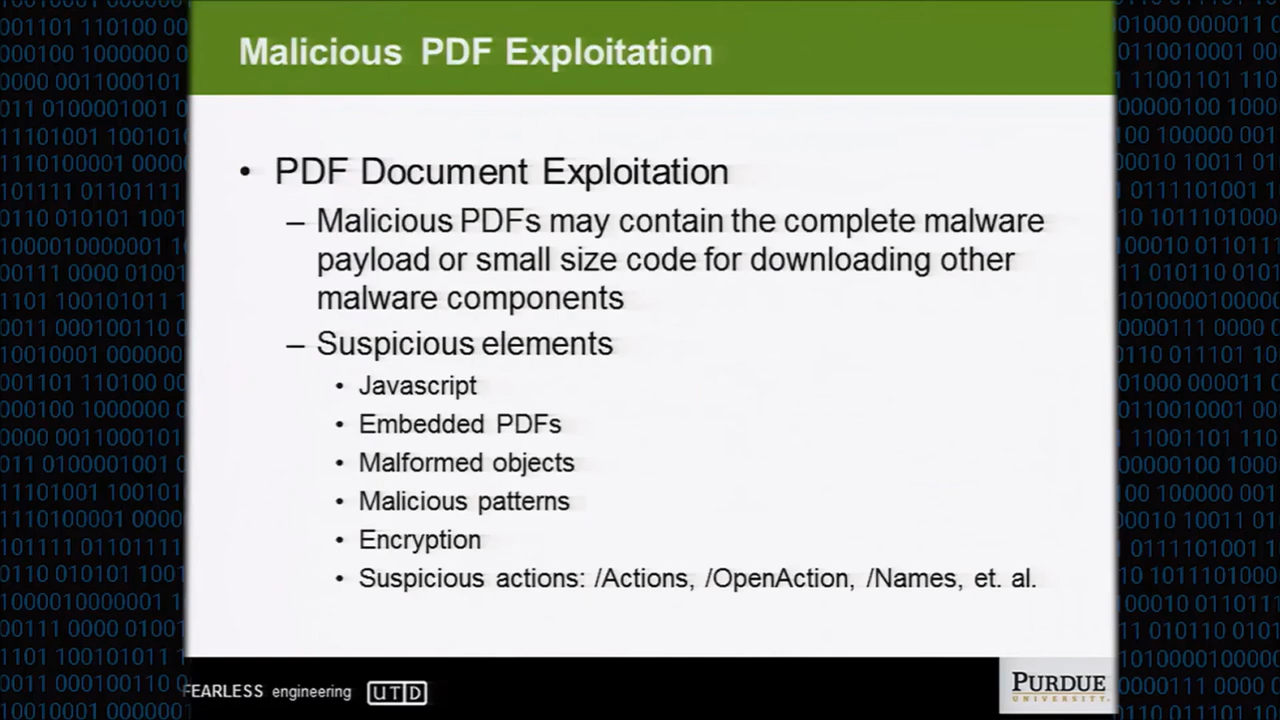 Malicious PDF Exploitation
• PDF Document Exploitation
– Malicious PDFs may contain the complete malware
payload or small size code for downloading other
malware components
– Suspicious elements
• Javascript
• Embedded PDFs
• Malformed objects
• Malicious patterns
• Encryption
• Suspicious actions: /Actions, /OpenAction, /Names, et. al.
FEARLESS engineering UTD
PURDUE
UNIVERSITY